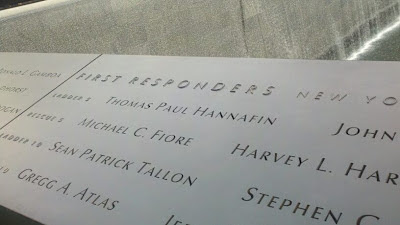 FIRST RESPONDERS NEW YO
GAMBOA
LADDER 5 THOMAS PAUL HANNAFIN JOHN
RESCUE 5 MICHAEL C. FIORE HARVEY L. HAR
LADDER 10 SEAN PATRICK TALLON STEPHEN
GREGG A. ATLAS